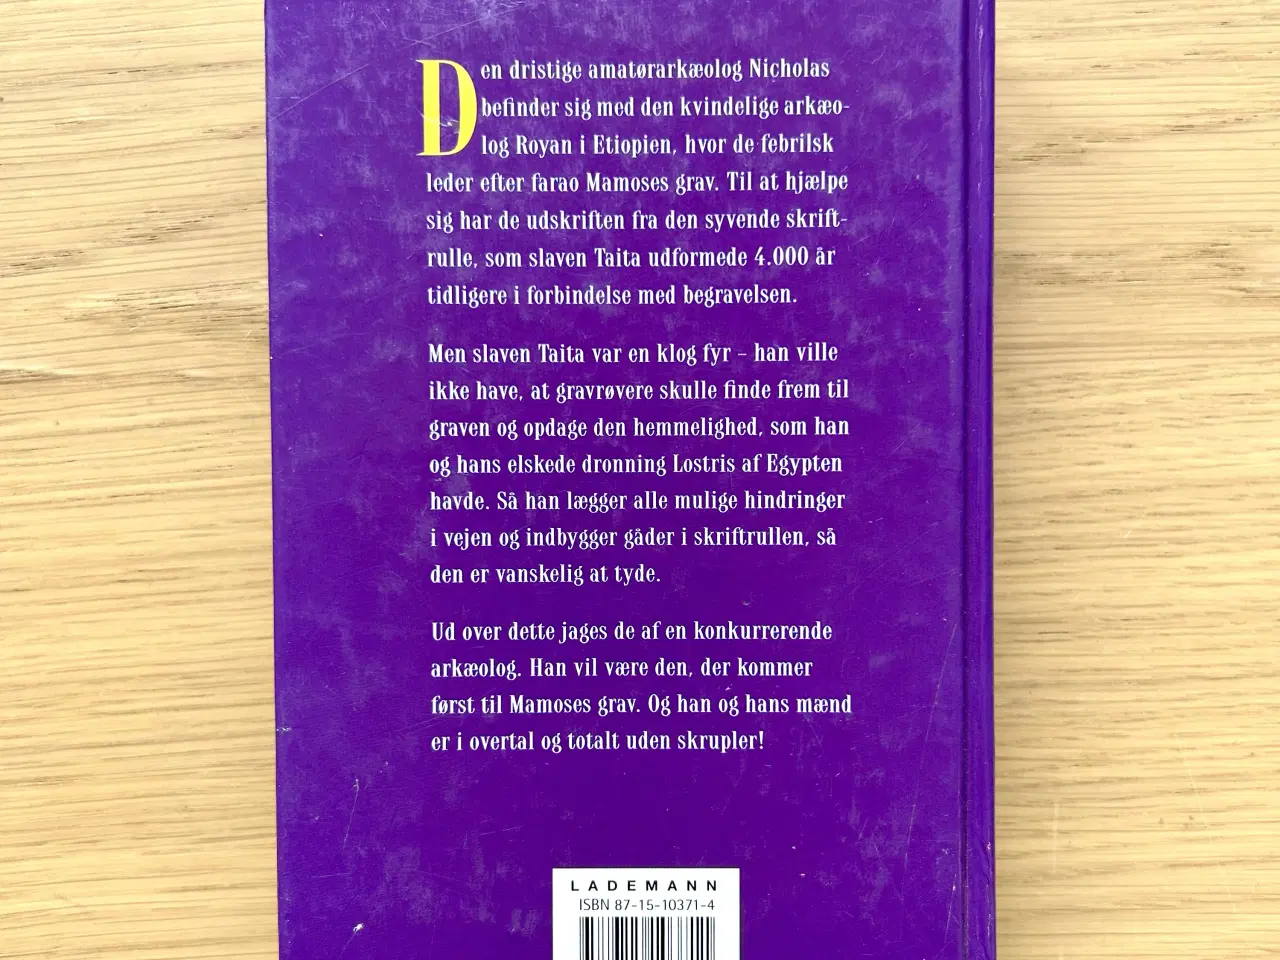 Den dristige amatørarkæolog Nicholas
befinder sig med den kvindelige arkæo-
log Royan i Etiopien, hvor de febrilsk
leder efter farao Mamoses grav. Til at hjælpe
sig har de udskriften fra den syvende skrift-
rulle, som slaven Taita udformede 4.000 år
tidligere i forbindelse med begravelsen.
Men slaven Taita var en klog fyr – han ville
ikke have, at gravrøvere skulle finde frem til
graven og opdage den hemmelighed, som han
og hans elskede dronning Lostris af Egypten
havde. Så han lægger alle mulige hindringer
i vejen og indbygger gåder i skriftrullen, så
den er vanskelig at tyde.
Ud over dette jages de af en konkurrerende
arkæolog. Han vil være den, der kommer
først til Mamoses grav. Og han og hans mænd
er i overtal og totalt uden skrupler!
LADEMANN
ISBN 87-15-10371-4